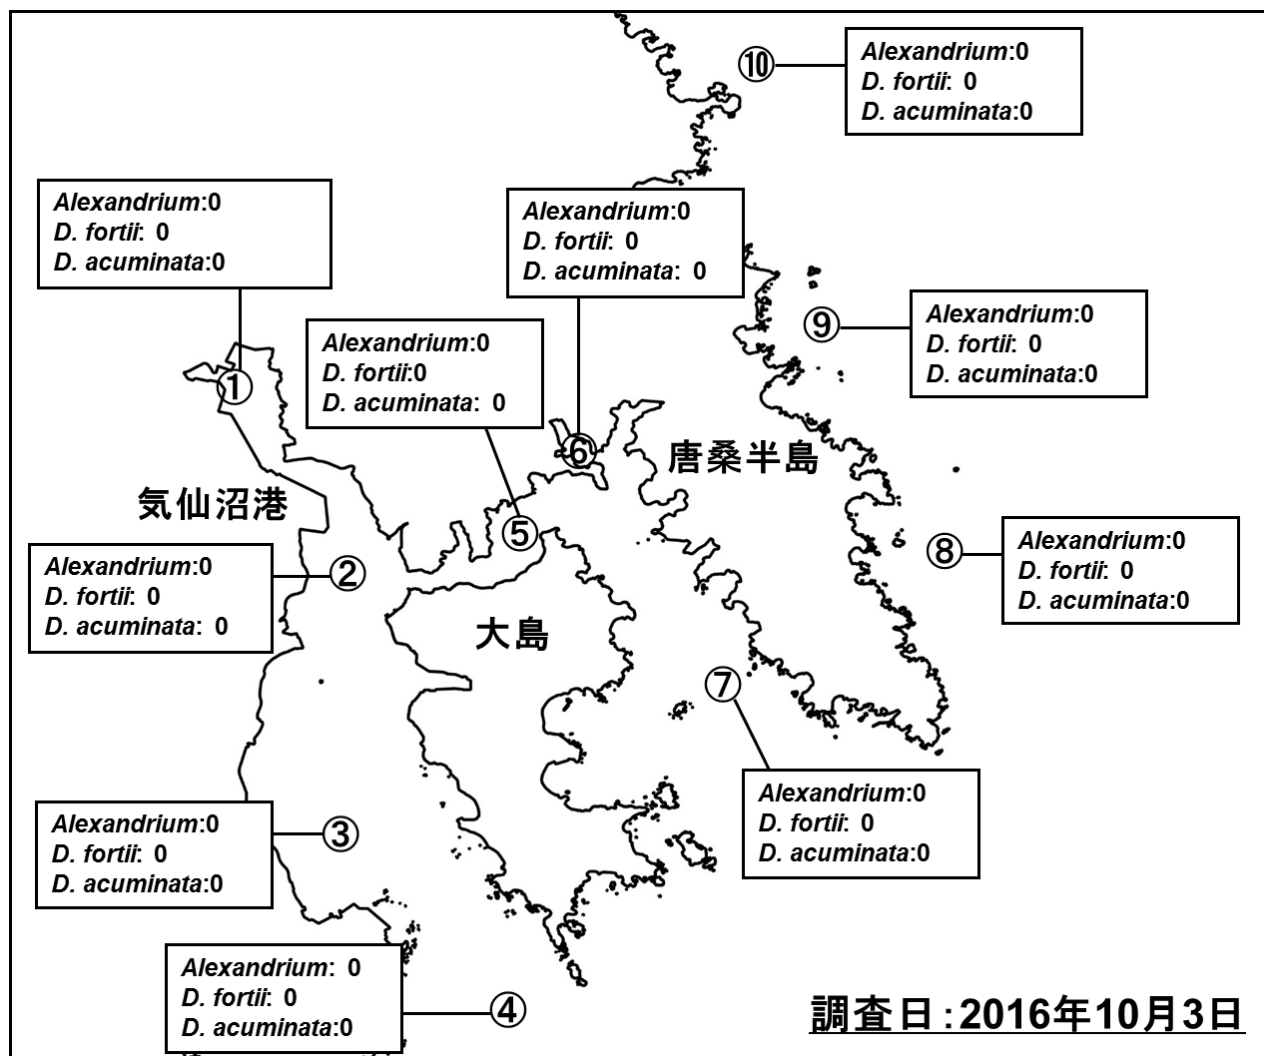 ⑩
Alexandrium:0
D. fortii: 0
D. acuminata:0
Alexandrium:0
D. fortii: 0
D. acuminata:0
①
Alexandrium:0
D. fortii: 0
D. acuminata: 0
⑥
Alexandrium:0
D. fortii: 0
D. acuminata:0
⑨
Alexandrium:0
D. fortii:0
D. acuminata: 0
⑤
唐桑半島
気仙沼港
Alexandrium:0
D. fortii: 0
D. acuminata: 0
②
⑧
Alexandrium:0
D. fortii: 0
D. acuminata:0
大島
⑦
Alexandrium:0
D. fortii: 0
D. acuminata:0
Alexandrium:0
D. fortii: 0
D. acuminata:0
③
Alexandrium: 0
D. fortii: 0
D. acuminata:0
④
調査日:2016年10月3日